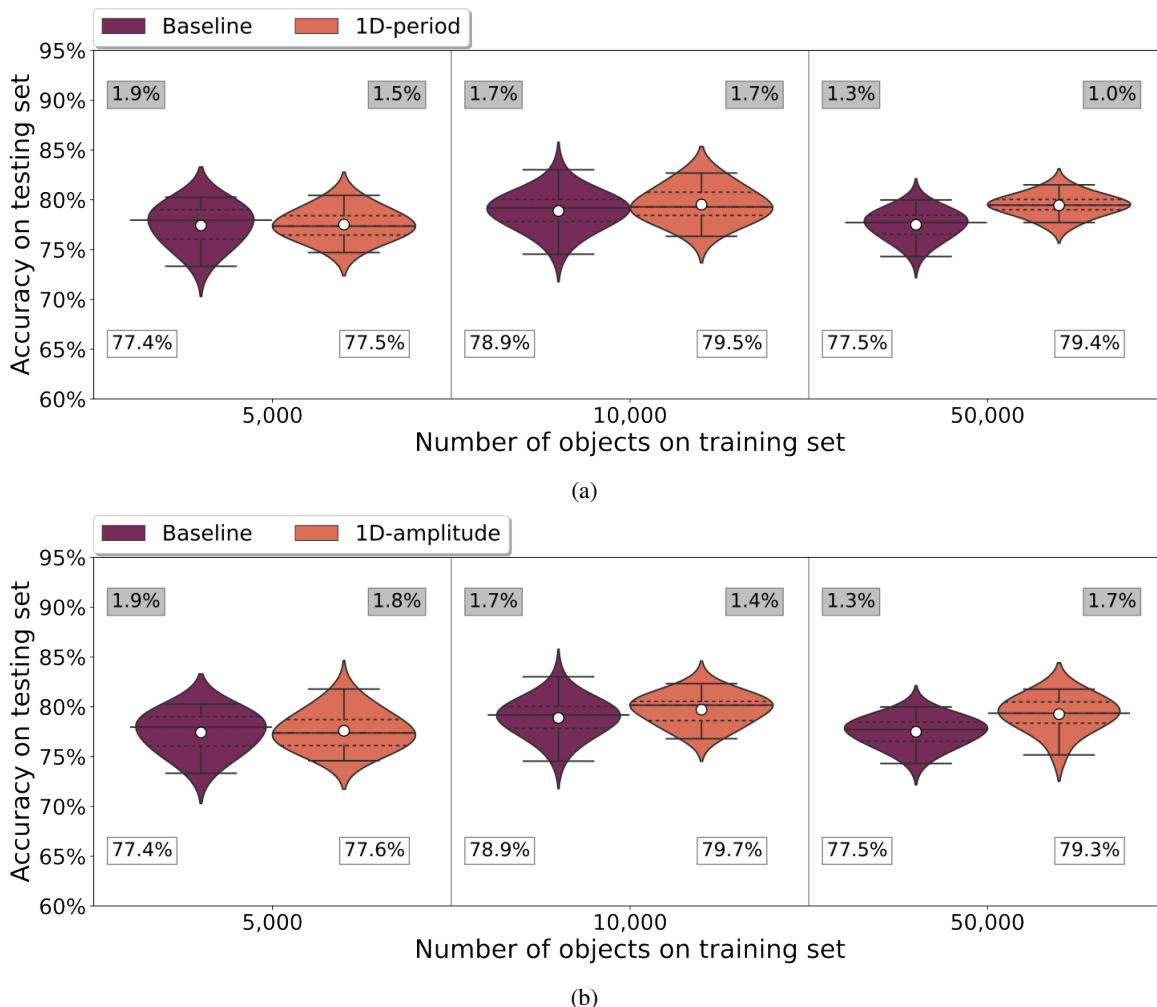 Baseline 1D-period
Accuracy on testing set
95%
90%
85%
80%
75%
70%
65%
60%
1.9% 1.5% 1.7% 1.7% 1.3% 1.0%
77.4% 77.5% 78.9% 79.5% 77.5% 79.4%
5,000 10,000 50,000
Number of objects on training set
(a)
Baseline 1D-amplitude
Accuracy on testing set
95%
90%
85%
80%
75%
70%
65%
60%
1.9% 1.8% 1.7% 1.4% 1.3% 1.7%
77.4% 77.6% 78.9% 79.7% 77.5% 79.3%
5,000 10,000 50,000
Number of objects on training set
(b)